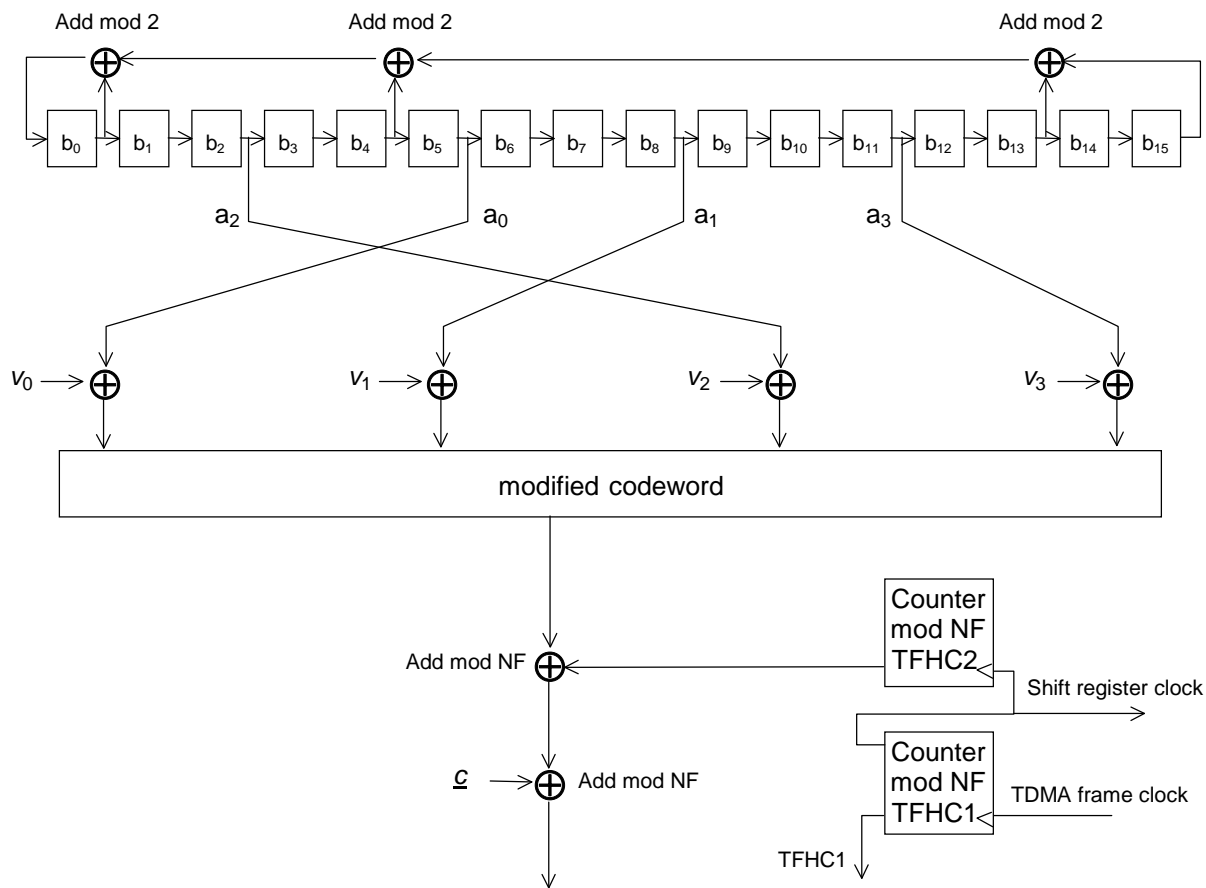 Add mod 2 Add mod 2 Add mod 2
b₀ b₁ b₂ b₃ b₄ b₅ b₆ b₇ b₈ b₉ b₁₀ b₁₁ b₁₂ b₁₃ b₁₄ b₁₅
a₂ a₀ a₁ a₃
v₀ v₁ v₂ v₃
modified codeword
Counter
mod NF
TFHC2
Add mod NF
Shift register clock
Counter
mod NF
TFHC1
c Add mod NF
TDMA frame clock
TFHC1